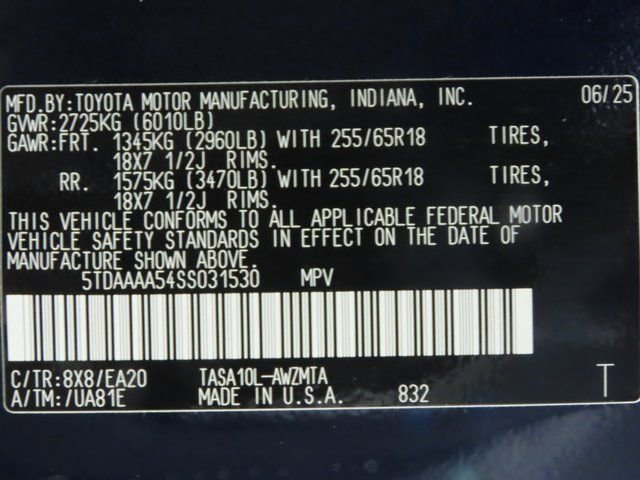 MFD.BY:TOYOTA MOTOR MANUFACTURING, INDIANA, INC. 06/25
GVWR:2725KG (6010LB)
GAWR:FRT. 1345KG (2960LB) WITH 255/65R18 TIRES,
18X7 1/2J RIMS.
RR. 1575KG (3470LB) WITH 255/65R18 TIRES,
18X7 1/2J RIMS.
THIS VEHICLE CONFORMS TO ALL APPLICABLE FEDERAL MOTOR
VEHICLE SAFETY STANDARDS IN EFFECT ON THE DATE OF
MANUFACTURE SHOWN ABOVE.
5TDAAAA54SS031530 MPV
C/TR:8X8/EA20 TASA10L-AWZMTA T
A/TM:/UA81E MADE IN U.S.A. 832